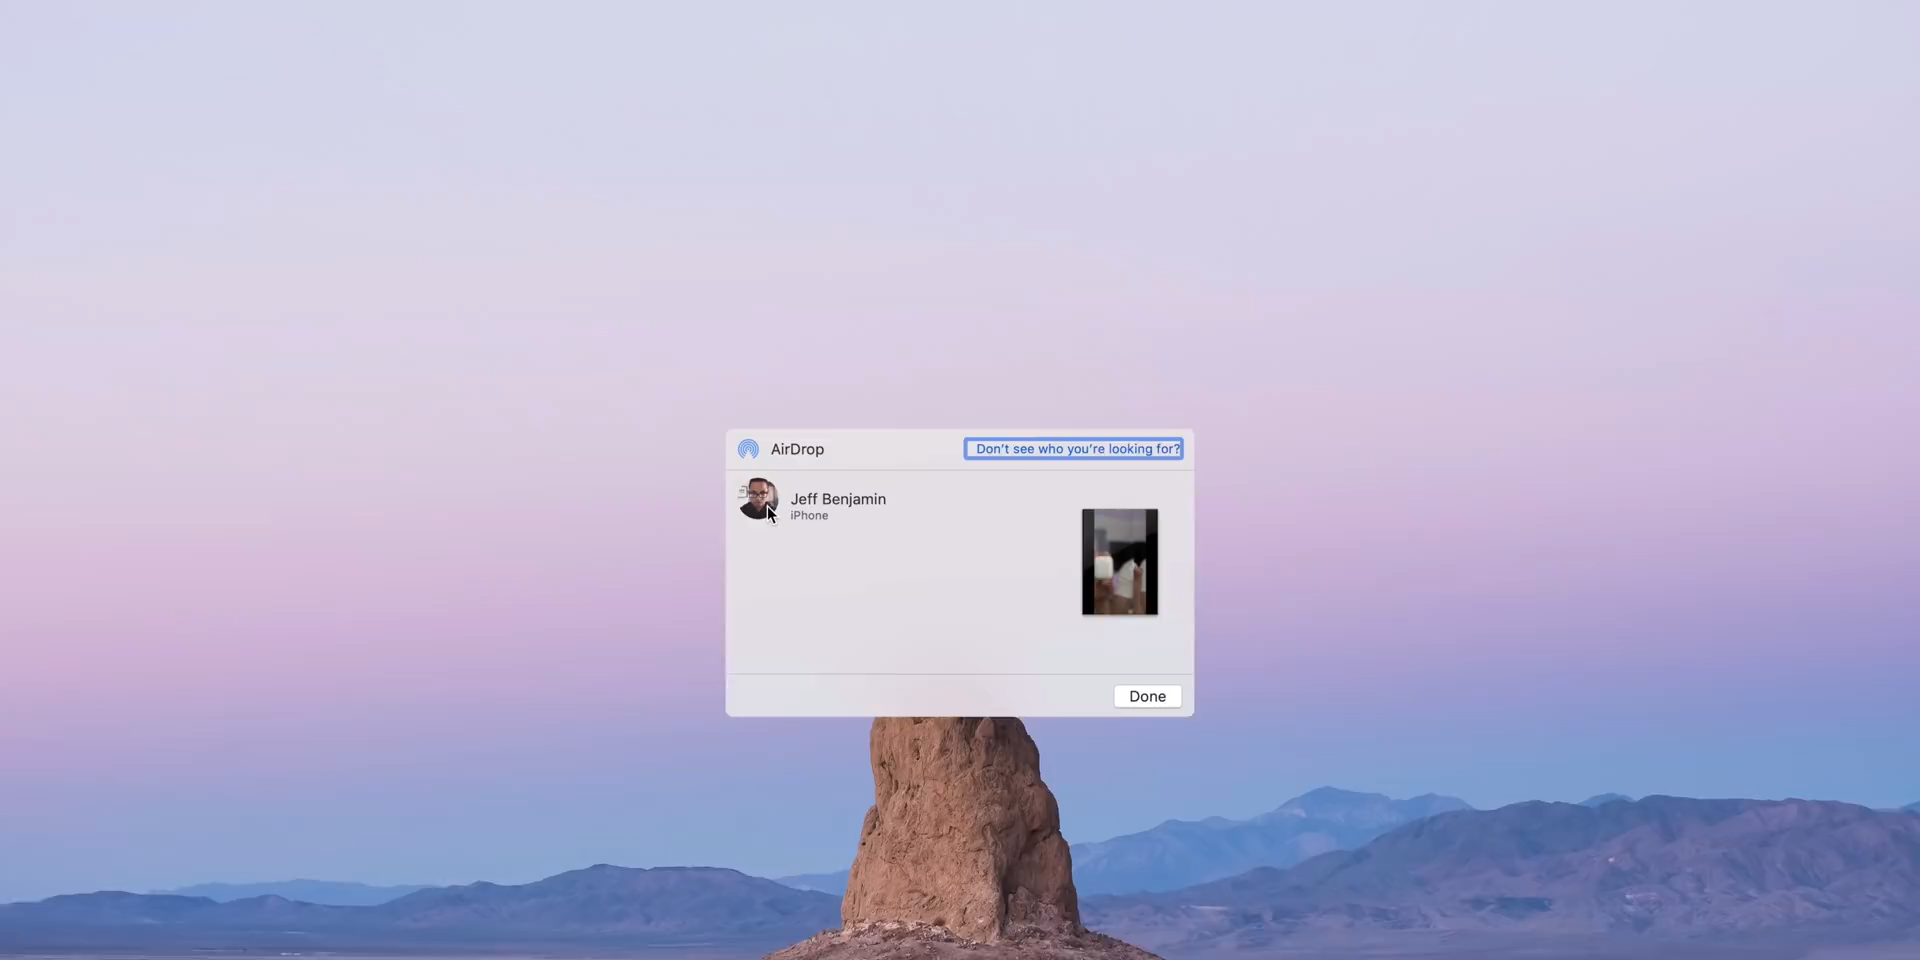 AirDrop
Don’t see who you’re looking for?
Jeff Benjamin
iPhone
Done